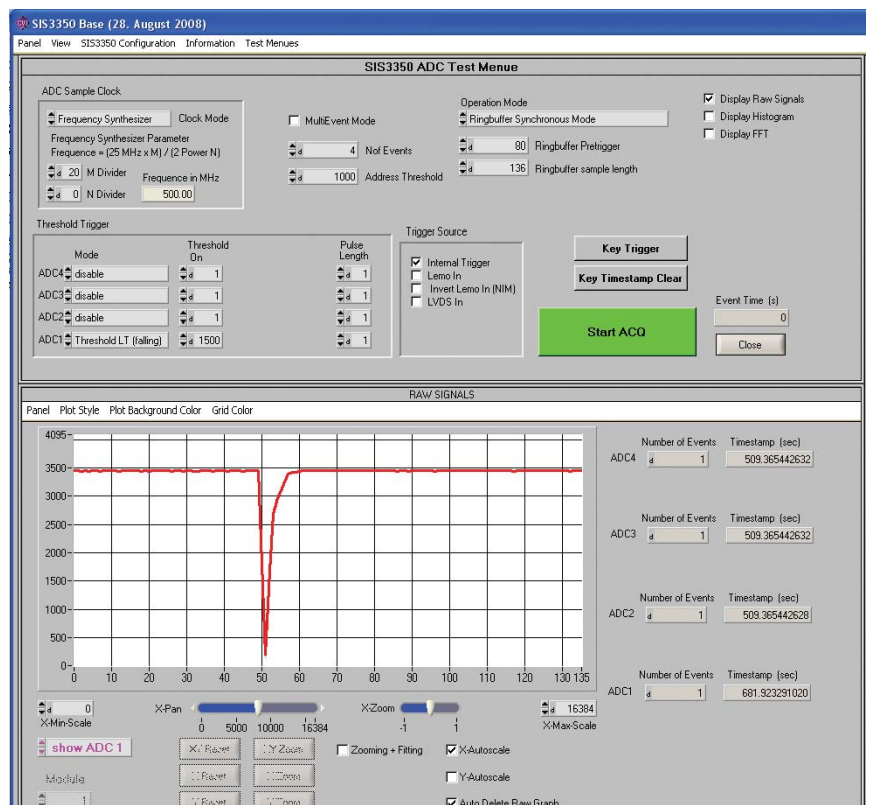 SIS3350 Base (28. August 2008)
Panel View SIS3350 Configuration Information Test Menues
SIS3350 ADC Test Menue
ADC Sample Clock
Frequency Synthesizer Clock Mode
Frequency Synthesizer Parameter
Frequence = (25 MHz x M) / (2 Power N)
d 20 M Divider Frequence in MHz
d 0 N Divider 500.00
MultiEvent Mode
d 4 Nof Events
d 1000 Address Threshold
Operation Mode
Ringbuffer Synchronous Mode
d 80 Ringbuffer Pretrigger
d 136 Ringbuffer sample length
Display Raw Signals
Display Histogram
Display FFT
Threshold Trigger
Mode Threshold On Pulse Length
ADC4 disable d 1 d 1
ADC3 disable d 1 d 1
ADC2 disable d 1 d 1
ADC1 Threshold LT (falling) d 1500 d 1
Trigger Source
Internal Trigger
Lemo In
Invert Lemo In (NIM)
LVDS In
Key Trigger
Key Timestamp Clear
Start ACQ
Event Time (s)
0
Close
RAW SIGNALS
Panel Plot Style Plot Background Color Grid Color
4095
3500
3000
2500
2000
1500
1000
500
0
0 10 20 30 40 50 60 70 80 90 100 110 120 130 135
Number of Events Timestamp (sec)
ADC4 d 1 509.365442632
Number of Events Timestamp (sec)
ADC3 d 1 509.365442632
Number of Events Timestamp (sec)
ADC2 d 1 509.365442628
Number of Events Timestamp (sec)
ADC1 d 1 681.923291020
d 0 X-Pan X-Zoom d 16384
X-Min-Scale 0 5000 10000 16384 -1 1 X-Max-Scale
show ADC 1
Zooming + Fitting X-Autoscale
Module Y-Autoscale
1 Auto Delete Raw Graph